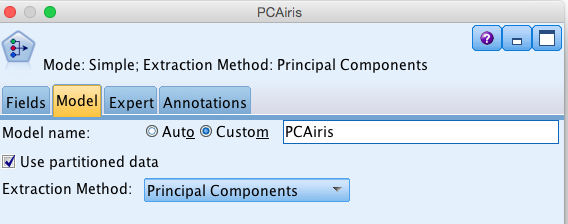 PCAiris
?
Mode: Simple; Extraction Method: Principal Components
Fields Model Expert Annotations
Model name: Auto Custom PCAiris
Use partitioned data
Extraction Method: Principal Components